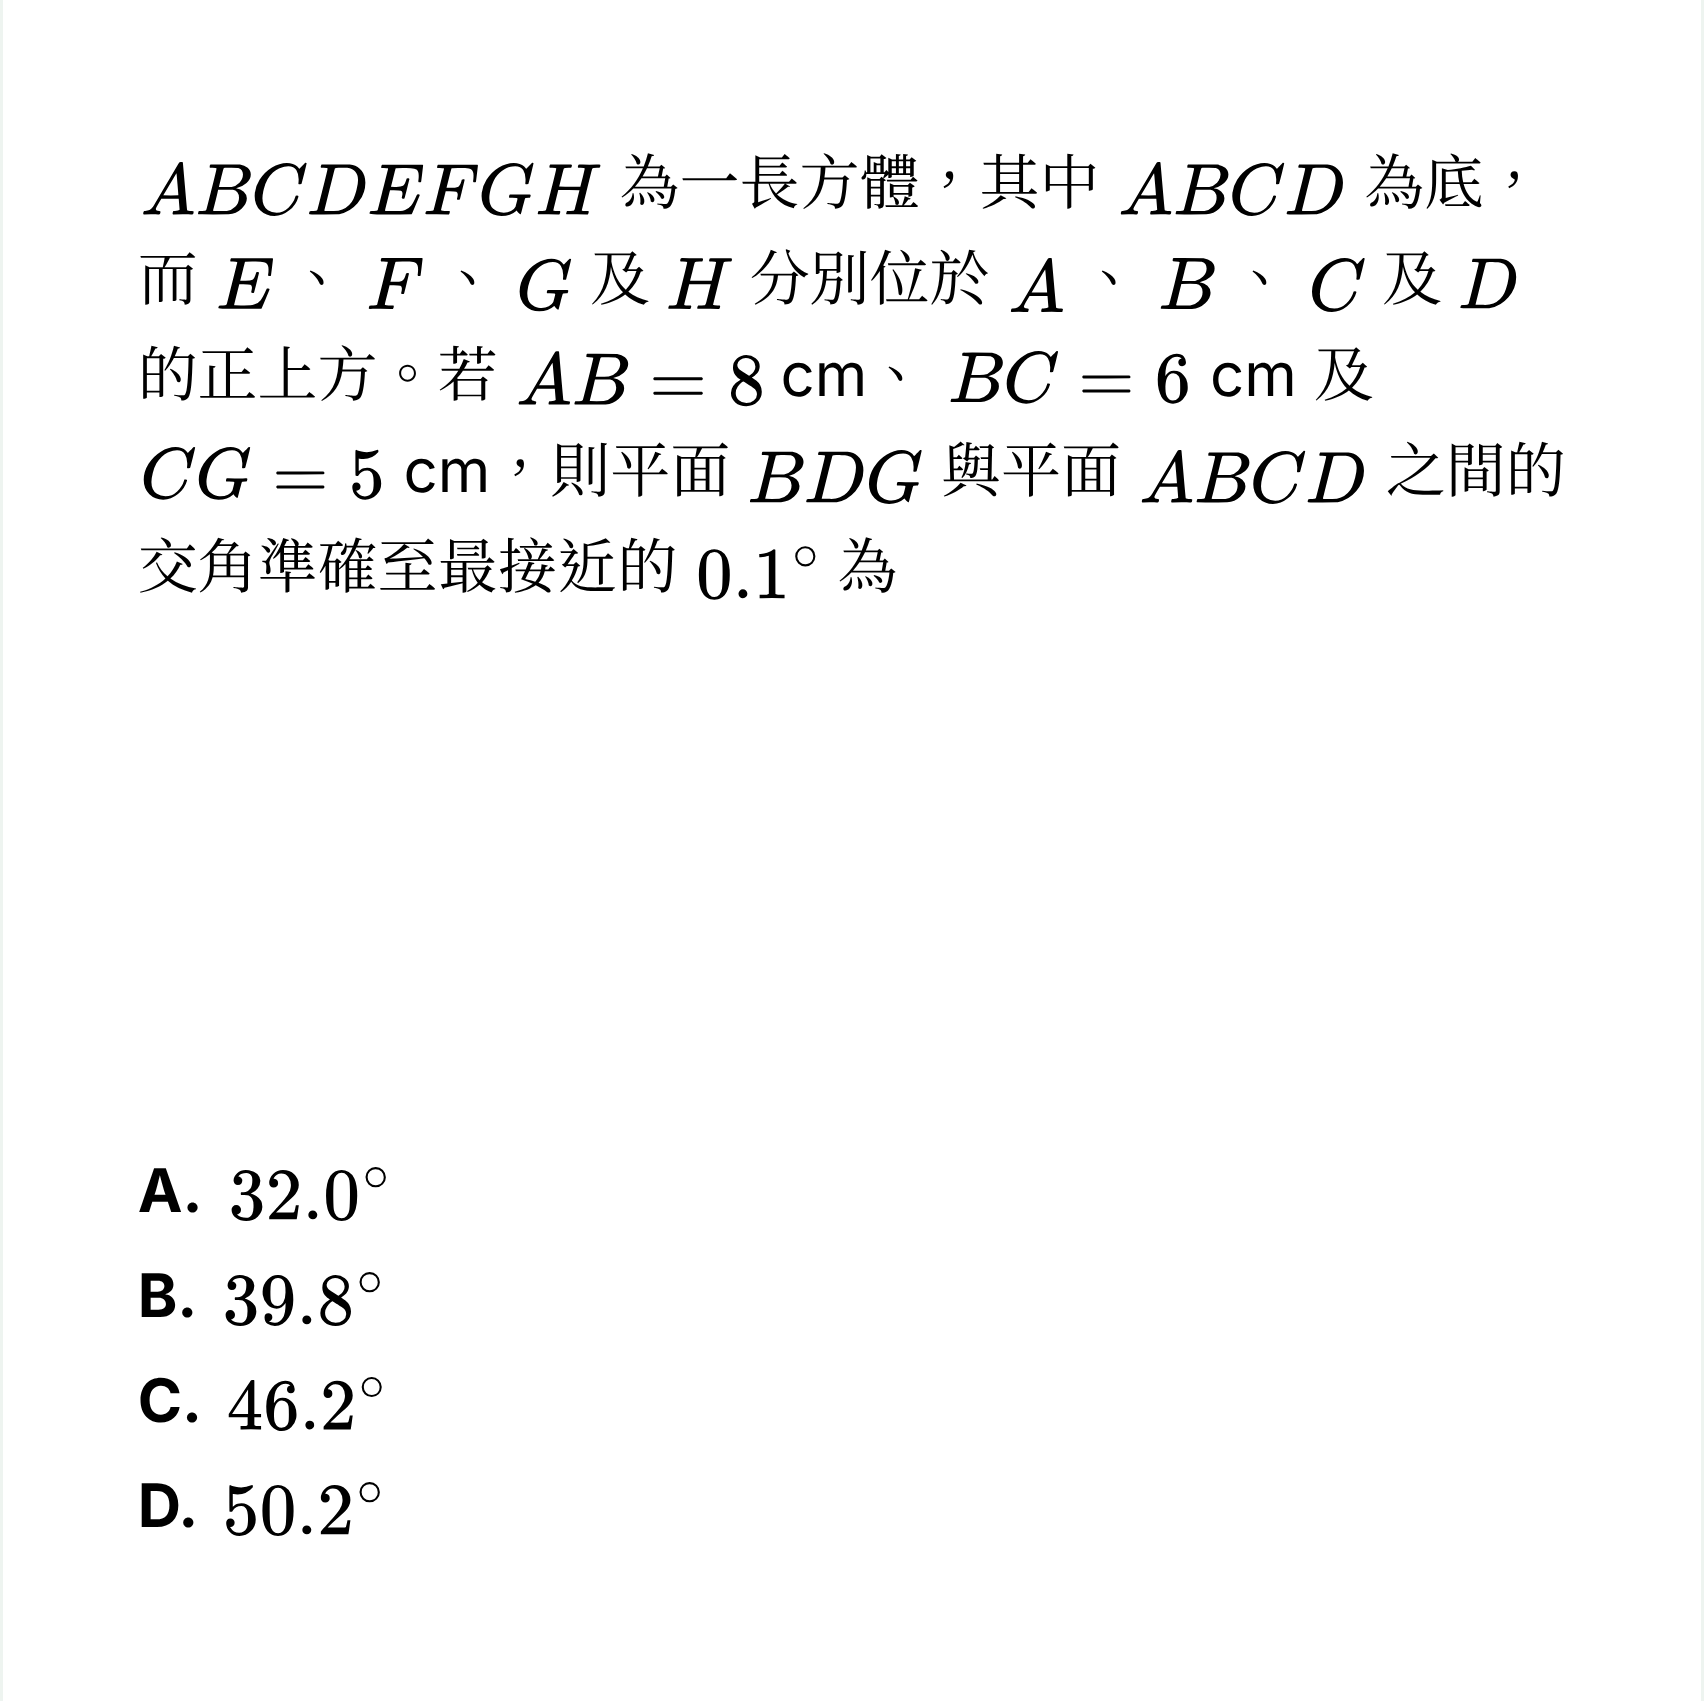 ABCDEFGH 為一長方體，其中 ABCD 為底，
而 E 、 F 、 G 及 H 分別位於 A 、 B 、 C 及 D
的正上方。若 AB = 8 cm、 BC = 6 cm 及
CG = 5 cm，則平面 BDG 與平面 ABCD 之間的
交角準確至最接近的 0.1° 為
A. 32.0°
B. 39.8°
C. 46.2°
D. 50.2°